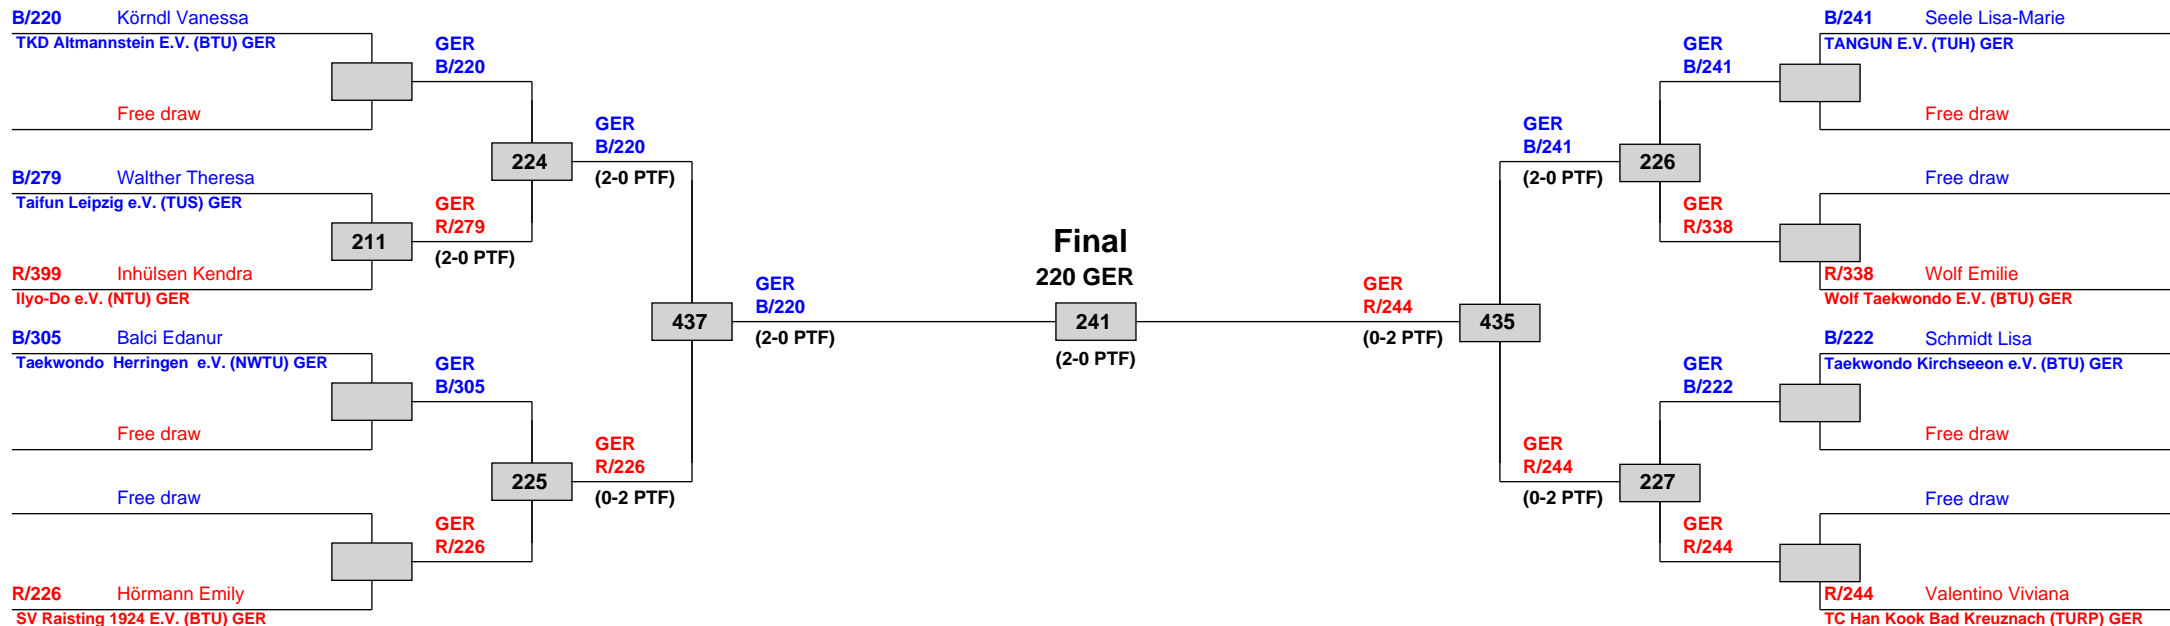 B/220 Körndl Vanessa
TKD Altmannstein E.V. (BTU) GER
GER
B/220
Free draw
GER
B/220
224
(2-0 PTF)
B/279 Walther Theresa
Taifun Leipzig e.V. (TUS) GER
GER
R/279
211
(2-0 PTF)
R/399 Inhülsen Kendra
Ilyo-Do e.V. (NTU) GER
GER
B/220
437
(2-0 PTF)
B/305 Balci Edanur
Taekwondo Herringen e.V. (NWTU) GER
GER
B/305
Free draw
GER
R/226
225
(0-2 PTF)
Free draw
GER
R/226
R/226 Hörmann Emily
SV Raisting 1924 E.V. (BTU) GER
Final
220 GER
241
(2-0 PTF)
B/241 Seele Lisa-Marie
TANGUN E.V. (TUH) GER
GER
B/241
Free draw
GER
B/241
226
(2-0 PTF)
Free draw
GER
R/338
R/338 Wolf Emilie
Wolf Taekwondo E.V. (BTU) GER
GER
R/244
435
(0-2 PTF)
B/222 Schmidt Lisa
Taekwondo Kirchseeon e.V. (BTU) GER
GER
B/222
Free draw
GER
R/244
227
(0-2 PTF)
Free draw
GER
R/244
R/244 Valentino Viviana
TC Han Kook Bad Kreuznach (TURP) GER